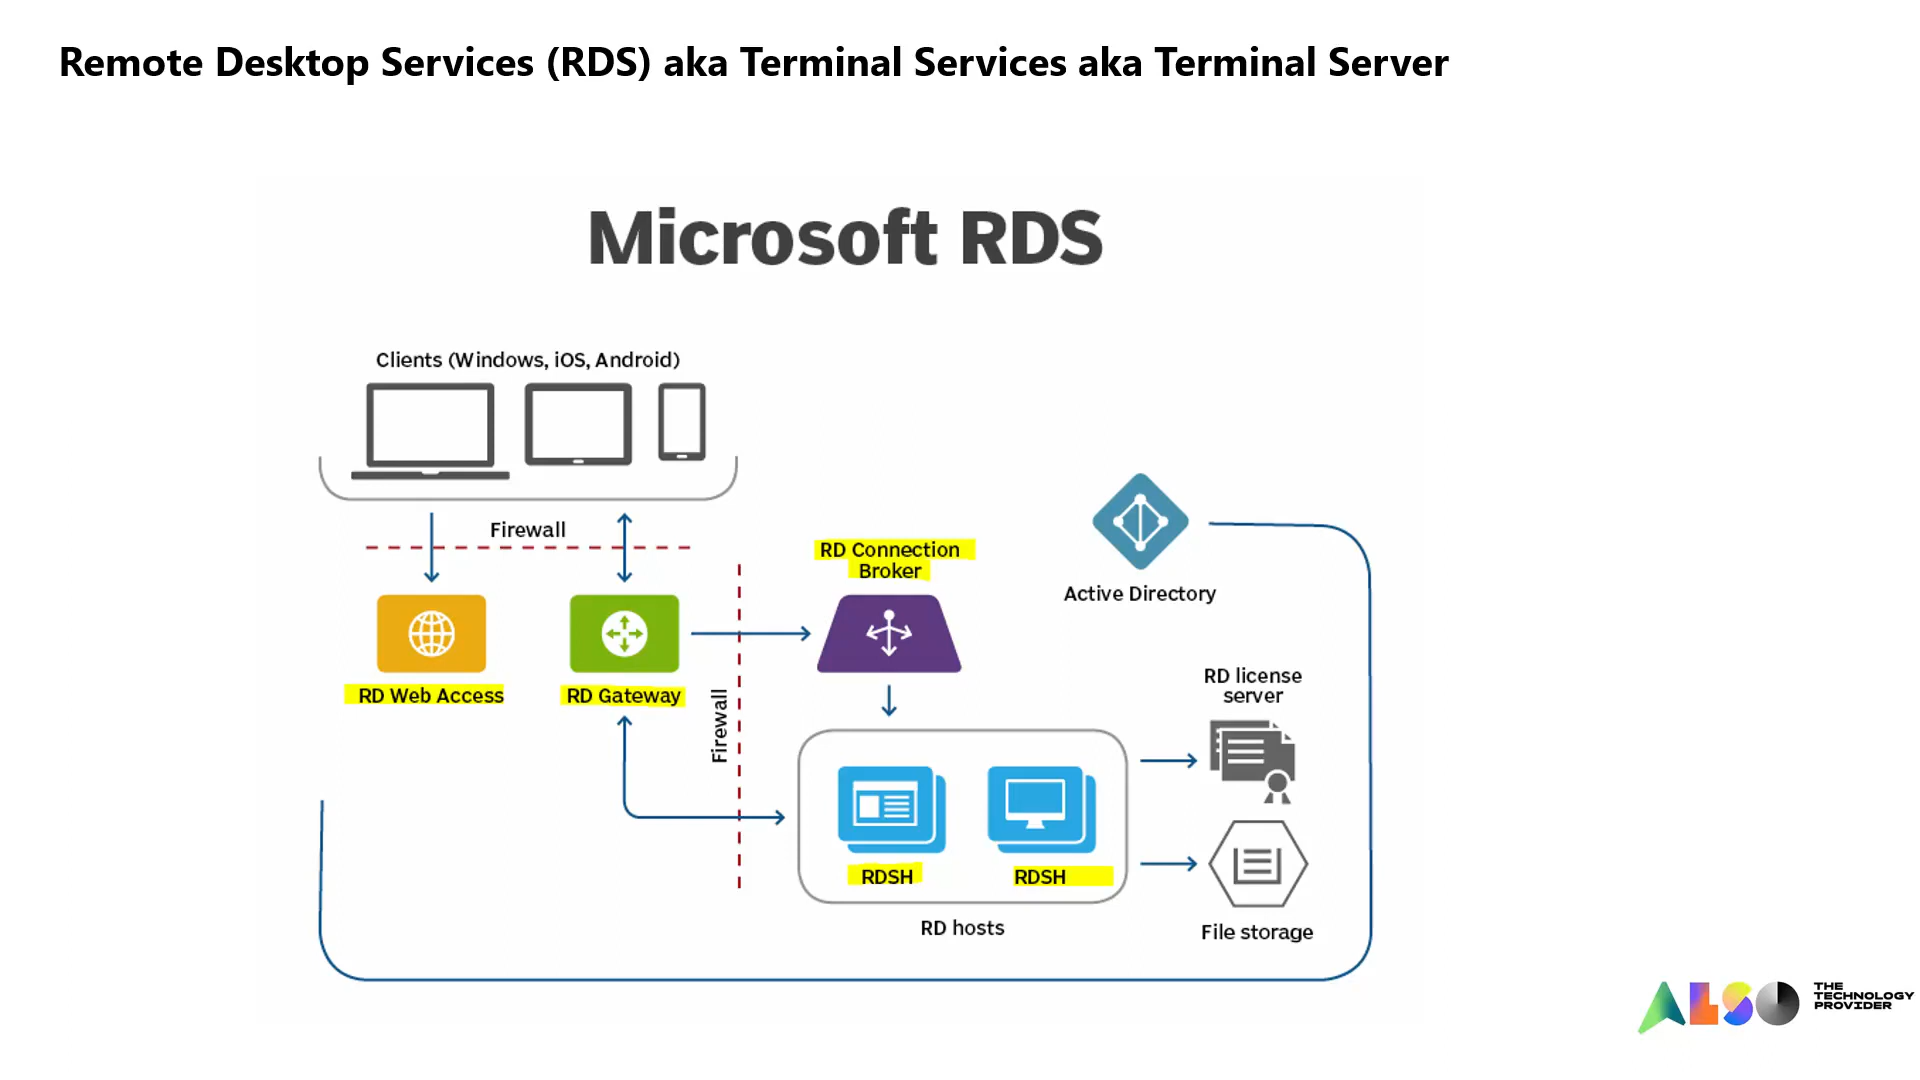 Remote Desktop Services (RDS) aka Terminal Services aka Terminal Server
Microsoft RDS
Clients (Windows, iOS, Android)
Firewall
RD Connection
Broker
Active Directory
RD Web Access
RD Gateway
Firewall
RD license
server
RDSH
RDSH
RD hosts
File storage
ALSO
THE
TECHNOLOGY
PROVIDER